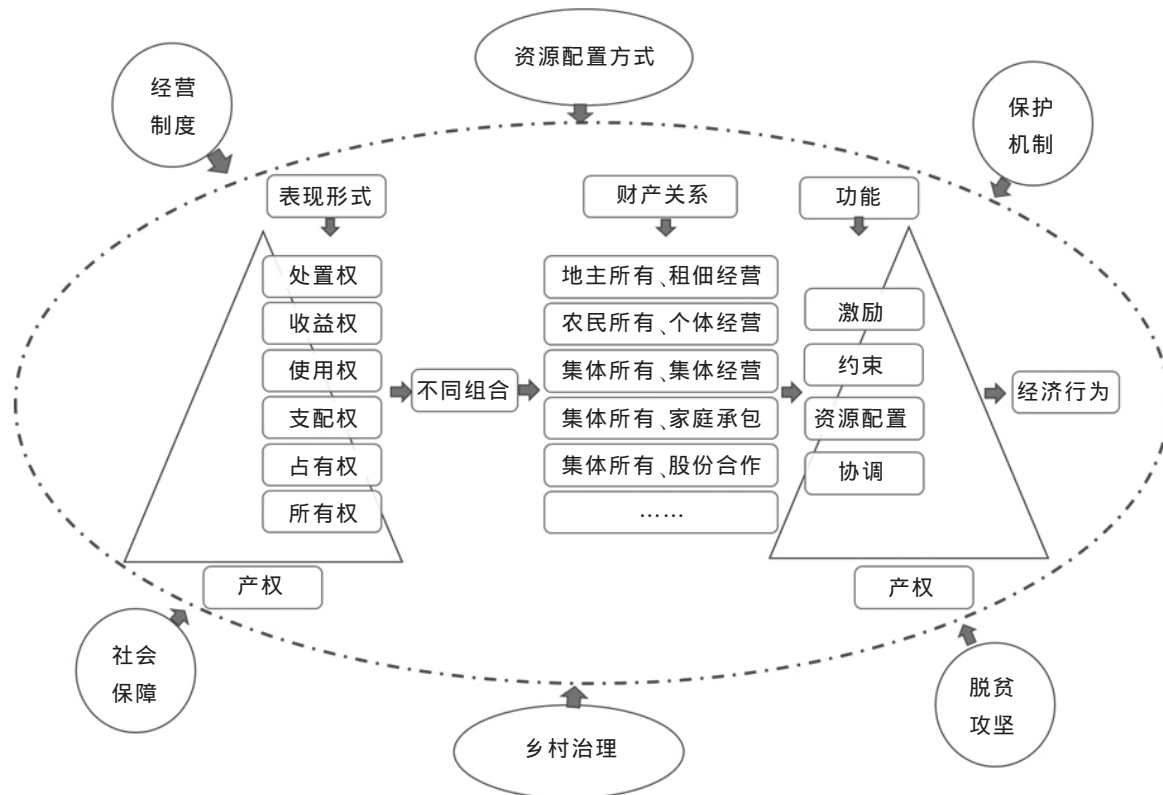 资源配置方式
经营
制度
保护
机制
表现形式
财产关系
功能
处置权
收益权
使用权
支配权
占有权
所有权
产权
不同组合
地主所有、租佃经营
农民所有、个体经营
集体所有、集体经营
集体所有、家庭承包
集体所有、股份合作
……
激励
约束
资源配置
协调
产权
经济行为
社会
保障
乡村治理
脱贫
攻坚